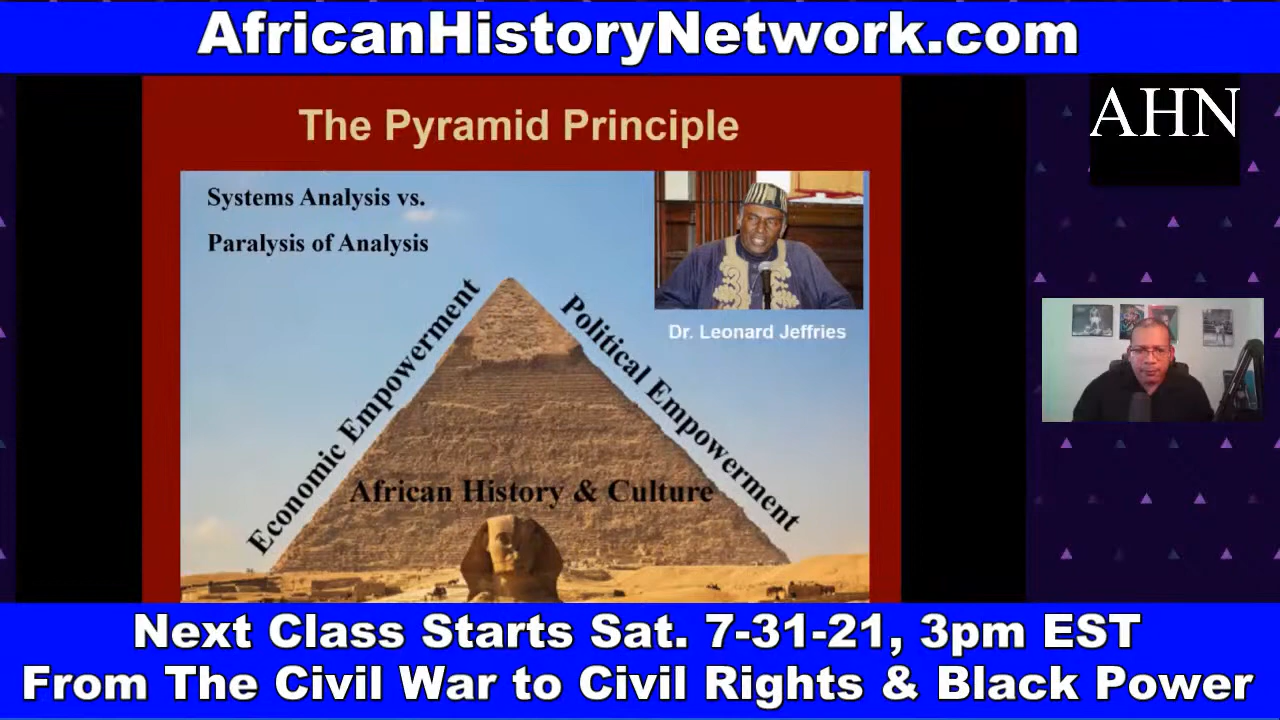 AfricanHistoryNetwork.com
AHN
The Pyramid Principle
Systems Analysis vs.
Paralysis of Analysis
Dr. Leonard Jeffries
Economic Empowerment
Political Empowerment
African History & Culture
Next Class Starts Sat. 7-31-21, 3pm EST
From The Civil War to Civil Rights & Black Power